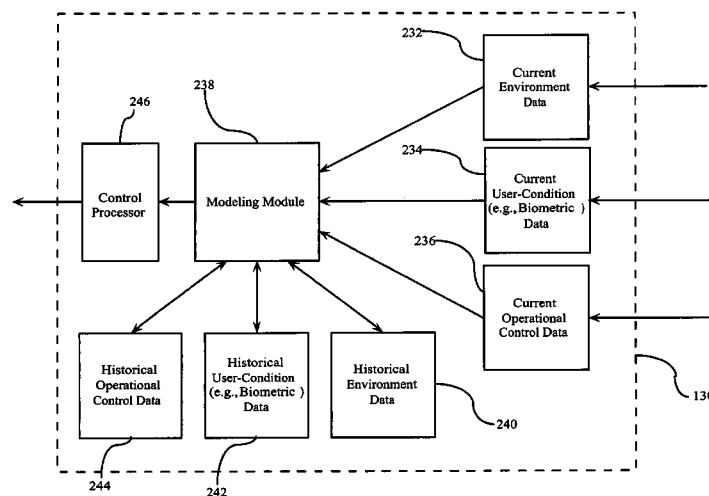 232
Current
Environment
Data
246
238
234
Current
User-Condition
(e.g., Biometric )
Data
Control
Processor
Modeling Module
236
Current
Operational
Control Data
Historical
Operational
Control Data
Historical
User-Condition
(e.g., Biometric )
Data
Historical
Environment
Data
240
244
242